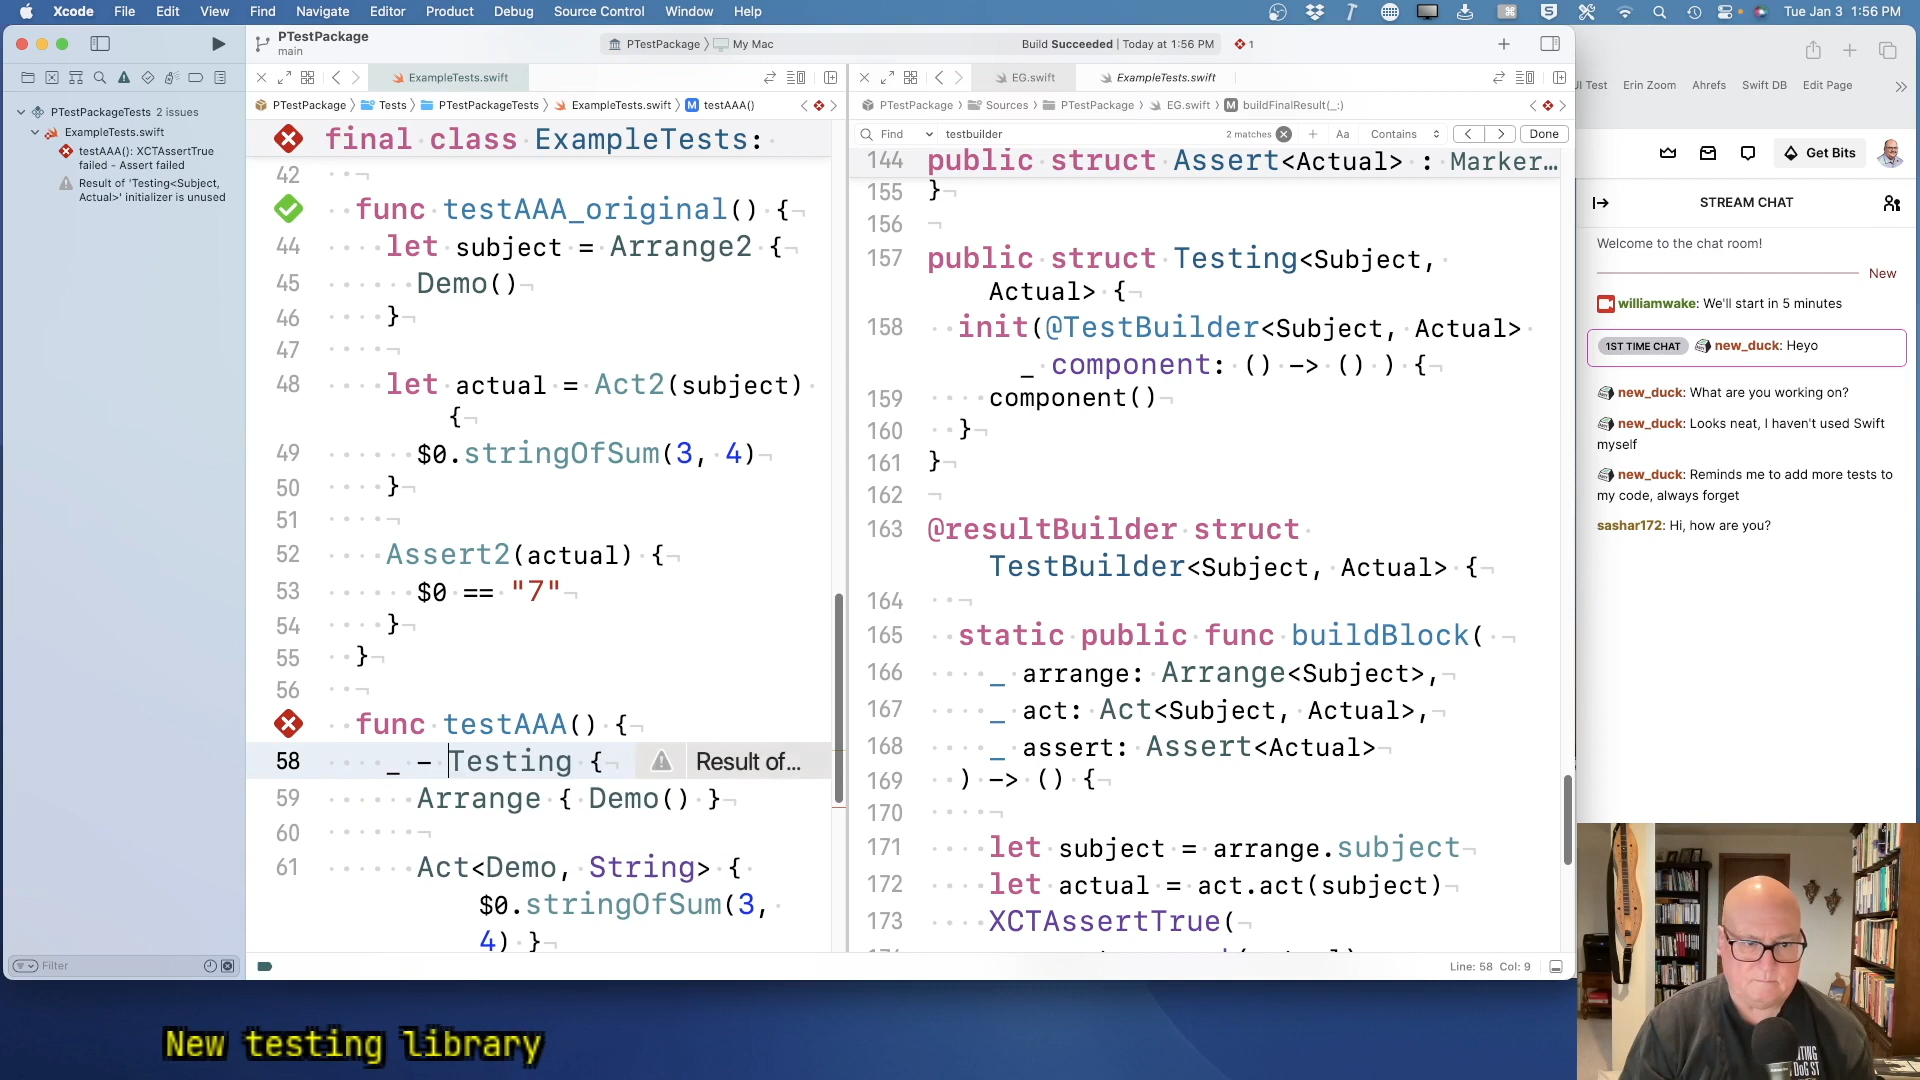 Xcode File Edit View Find Navigate Editor Product Debug Source Control Window Help Tue Jan 3 1:56 PM
PTestPackage
main
PTestPackage My Mac Build Succeeded | Today at 1:56 PM 1
ExampleTests.swift
EG.swift ExampleTests.swift
UI Test Erin Zoom Ahrefs Swift DB Edit Page
PTestPackage Tests PTestPackageTests ExampleTests.swift M testAAA()
PTestPackage Sources PTestPackage EG.swift M buildFinalResult(_:)
PTestPackageTests 2 issues
ExampleTests.swift
testAAA(): XCTAssertTrue
failed - Assert failed
Result of 'Testing<Subject,
Actual>' initializer is unused
Filter
final class ExampleTests:
42
func testAAA_original() {
44 let subject = Arrange2 {
45 Demo()
46 }
47
48 let actual = Act2(subject)
{
49 $0.stringOfSum(3, 4)
50 }
51
52 Assert2(actual) {
53 $0 == "7"
54 }
55 }
56
func testAAA() {
58 _ - Testing { Result of...
59 Arrange { Demo() }
60
61 Act<Demo, String> {
$0.stringOfSum(3,
4) }
Find testbuilder 2 matches Aa Contains Done
144 public struct Assert<Actual> : Marker…
155 }
156
157 public struct Testing<Subject,
Actual> {
158 init(@TestBuilder<Subject, Actual>
_ component: () -> () ) {
159 component()
160 }
161 }
162
163 @resultBuilder struct
TestBuilder<Subject, Actual> {
164
165 static public func buildBlock(
166 _ arrange: Arrange<Subject>,
167 _ act: Act<Subject, Actual>,
168 _ assert: Assert<Actual>
169 ) -> () {
170
171 let subject = arrange.subject
172 let actual = act.act(subject)
173 XCTAssertTrue(
Line: 58 Col: 9
Get Bits
STREAM CHAT
Welcome to the chat room!
New
williamwake: We'll start in 5 minutes
1ST TIME CHAT new_duck: Heyo
new_duck: What are you working on?
new_duck: Looks neat, I haven't used Swift
myself
new_duck: Reminds me to add more tests to
my code, always forget
sashar172: Hi, how are you?
New testing library